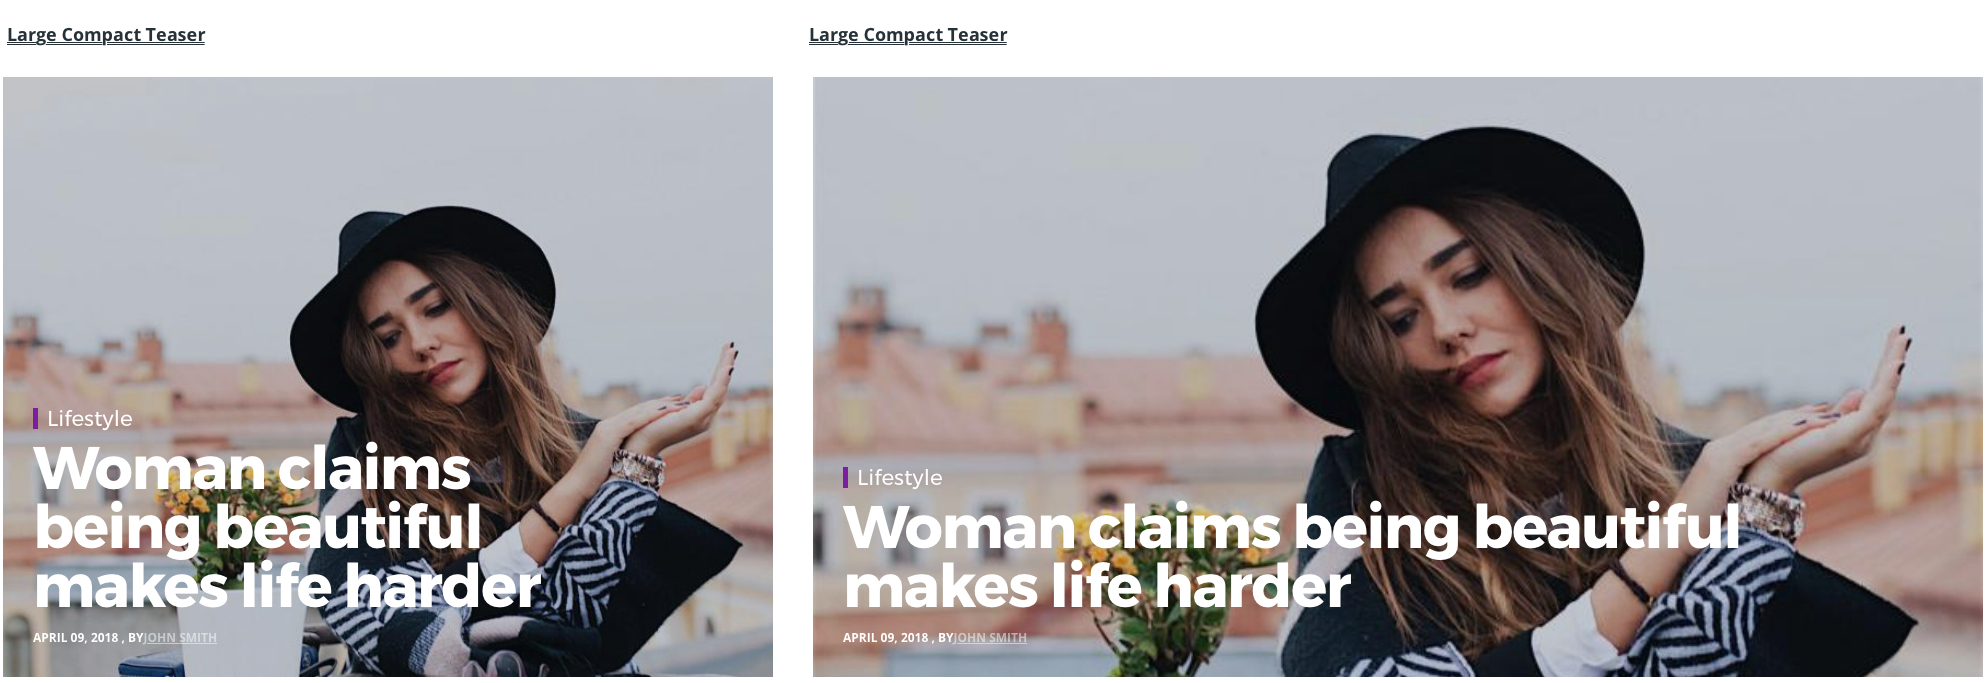 Large Compact Teaser
Lifestyle
Woman claims
being beautiful
makes life harder
APRIL 09, 2018 , BYJOHN SMITH
Large Compact Teaser
Lifestyle
Woman claims being beautiful
makes life harder
APRIL 09, 2018 , BYJOHN SMITH